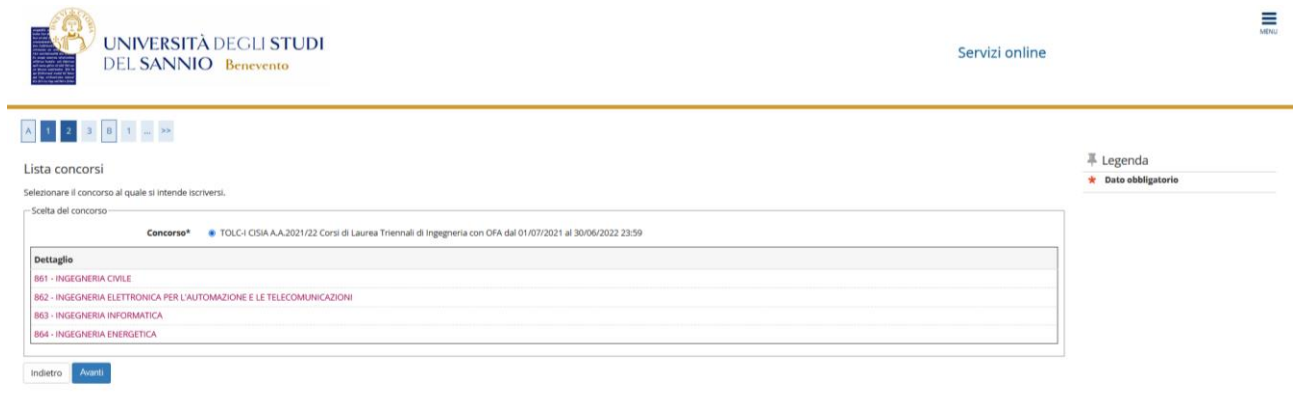 UNIVERSITÀ DEGLI STUDI
DEL SANNIO Benevento
Servizi online
MENU
A 1 2 3 B 1 ... >>
Lista concorsi
Selezionare il concorso al quale si intende iscriversi.
Scelta del concorso
Concorso* TOLC-I CISIA A.A.2021/22 Corsi di Laurea Triennali di Ingegneria con OFA dal 01/07/2021 al 30/06/2022 23:59
Dettaglio
861 - INGEGNERIA CIVILE
862 - INGEGNERIA ELETTRONICA PER L'AUTOMAZIONE E LE TELECOMUNICAZIONI
863 - INGEGNERIA INFORMATICA
864 - INGEGNERIA ENERGETICA
Indietro Avanti
Legenda
* Dato obbligatorio